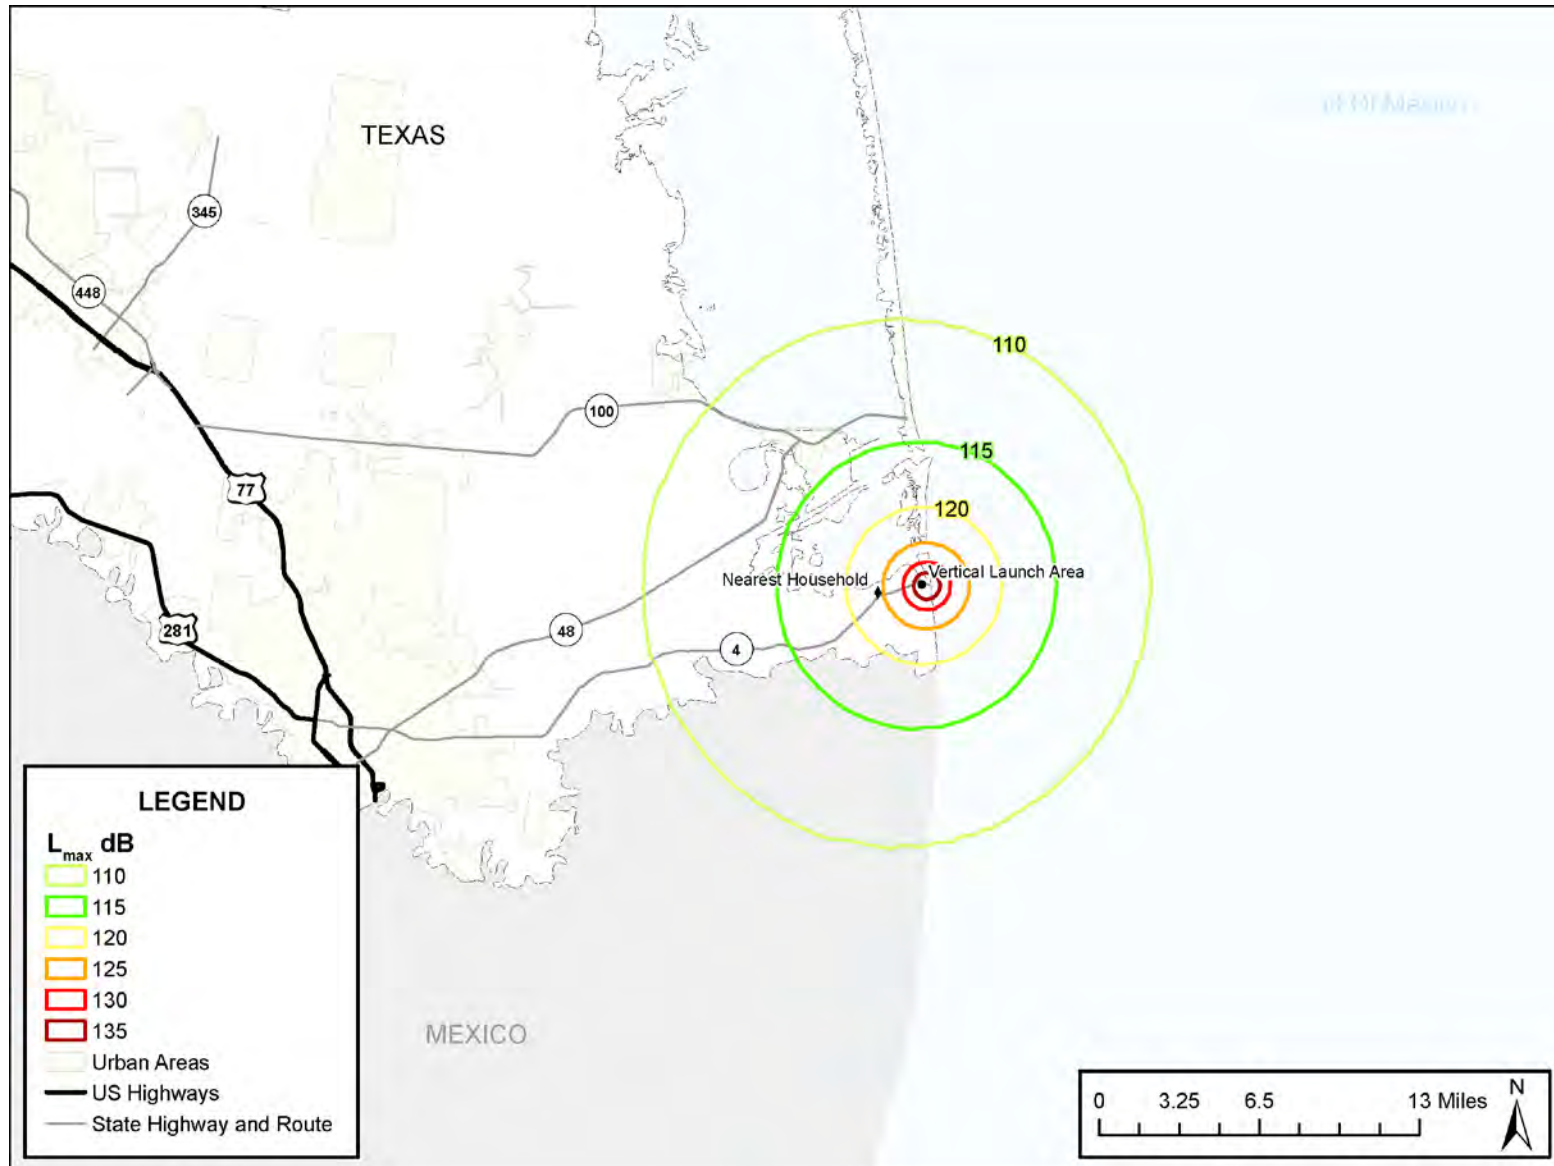 TEXAS
345
448
110
100
115
77
120
Nearest Household
Vertical Launch Area
281
48
4
LEGEND
Lmax dB
110
115
120
125
130
135
Urban Areas
US Highways
State Highway and Route
MEXICO
0 3.25 6.5 13 Miles
N